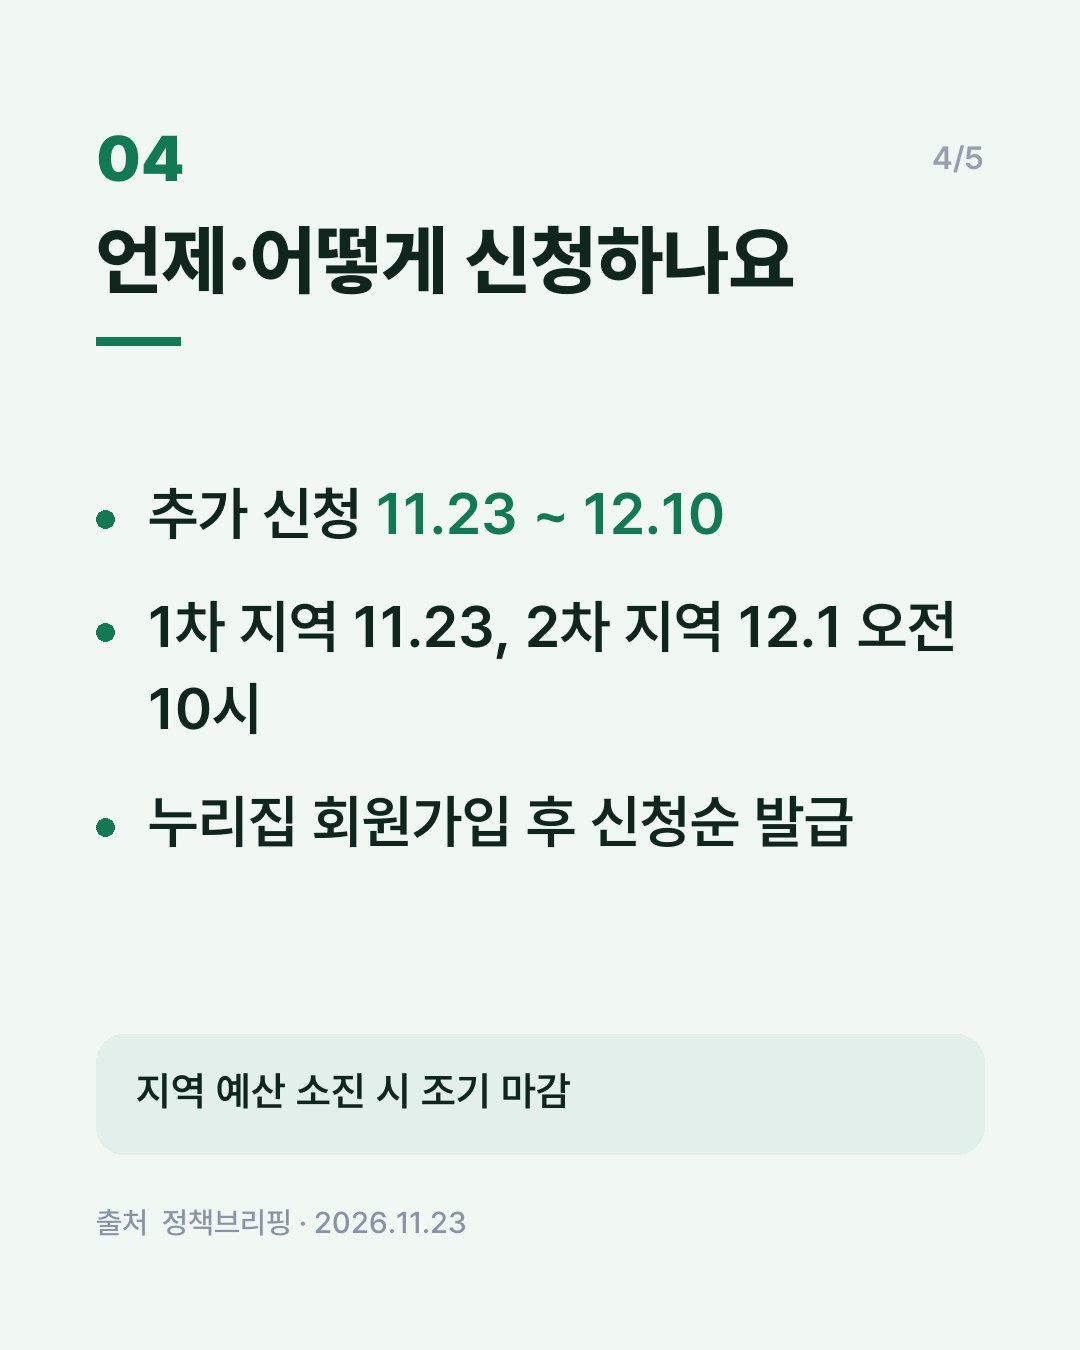 04
4/5
언제·어떻게 신청하나요
추가 신청 11.23 ~ 12.10
1차 지역 11.23, 2차 지역 12.1 오전
10시
누리집 회원가입 후 신청순 발급
지역 예산 소진 시 조기 마감
출처 정책브리핑 · 2026.11.23